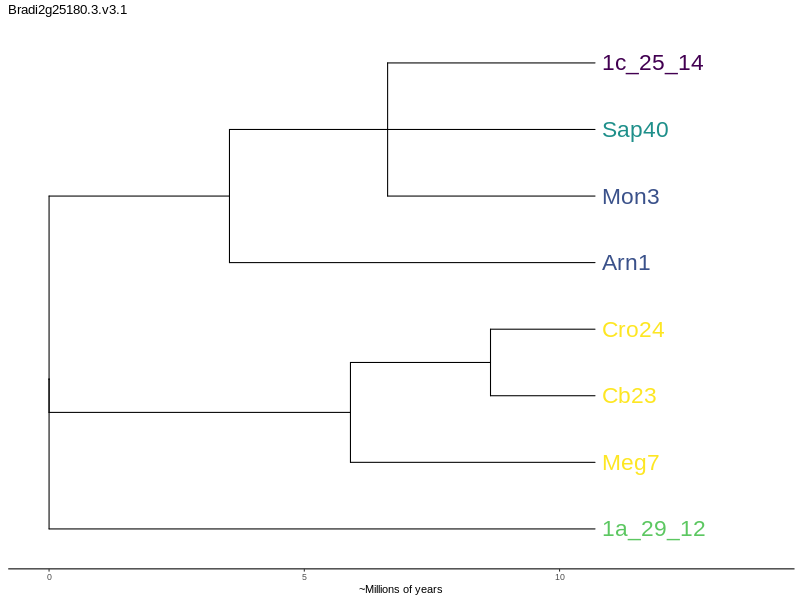 Bradi2g25180.3.v3.1
1c_25_14
Sap40
Mon3
Arn1
Cro24
Cb23
Meg7
1a_29_12
0 5 10
~Millions of years